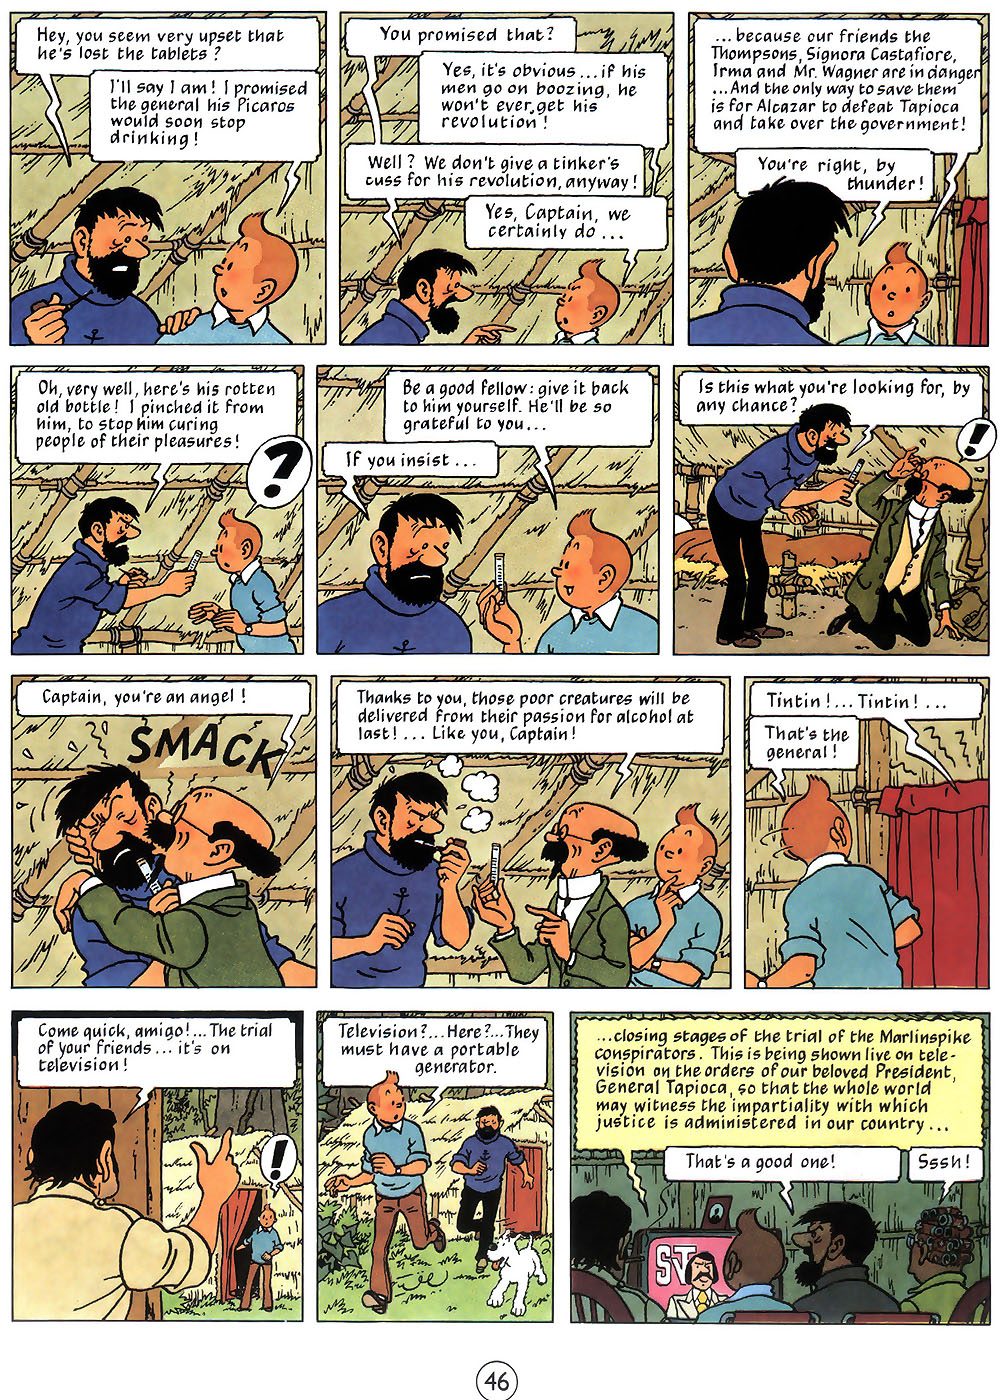 Hey, you seem very upset that
he's lost the tablets?
I'll say I am! I promised
the general his Picaros
would soon stop
drinking!
You promised that?
Yes, it's obvious... if his
men go on boozing, he
won't ever get his
revolution!
Well? We don't give a tinker's
cuss for his revolution, anyway!
Yes, Captain, we
certainly do...
...because our friends the
Thompsons, Signora Castafiore,
Irma and Mr. Wagner are in danger
...And the only way to save them
is for Alcazar to defeat Tapioca
and take over the government!
You're right, by
thunder!
Oh, very well, here's his rotten
old bottle! I pinched it from
him, to stop him curing
people of their pleasures!
?
Be a good fellow: give it back
to him yourself. He'll be so
grateful to you...
If you insist...
Is this what you're looking for, by
any chance?
!
Captain, you're an angel!
SMACK
Thanks to you, those poor creatures will be
delivered from their passion for alcohol at
last!... Like you, Captain!
Tintin!... Tintin!...
That's the
general!
Come quick, amigo!... The trial
of your friends... it's on
television!
!
Television?... Here?... They
must have a portable
generator.
...closing stages of the trial of the Marlinspike
conspirators. This is being shown live on tele-
vision on the orders of our beloved President,
General Tapioca, so that the whole world
may witness the impartiality with which
justice is administered in our country...
That's a good one!
Sssh!
STV
46